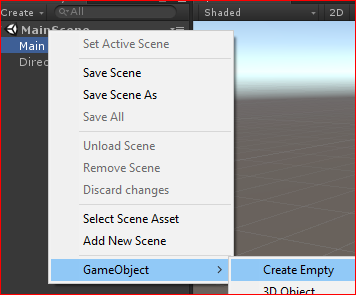 Create
All
Shaded
2D
MainScene
Main
Direc
Set Active Scene
Save Scene
Save Scene As
Save All
Unload Scene
Remove Scene
Discard changes
Select Scene Asset
Add New Scene
GameObject
Create Empty
3D Object